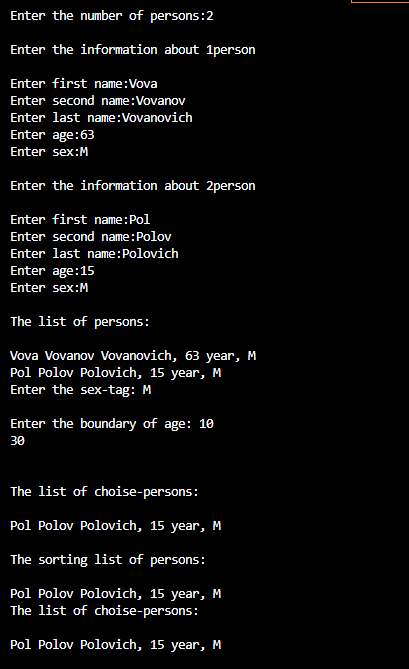 Enter the number of persons:2
Enter the information about 1person
Enter first name:Vova
Enter second name:Vovanov
Enter last name:Vovanovich
Enter age:63
Enter sex:M
Enter the information about 2person
Enter first name:Pol
Enter second name:Polov
Enter last name:Polovich
Enter age:15
Enter sex:M
The list of persons:
Vova Vovanov Vovanovich, 63 year, M
Pol Polov Polovich, 15 year, M
Enter the sex-tag: M
Enter the boundary of age: 10
30
The list of choise-persons:
Pol Polov Polovich, 15 year, M
The sorting list of persons:
Pol Polov Polovich, 15 year, M
The list of choise-persons:
Pol Polov Polovich, 15 year, M